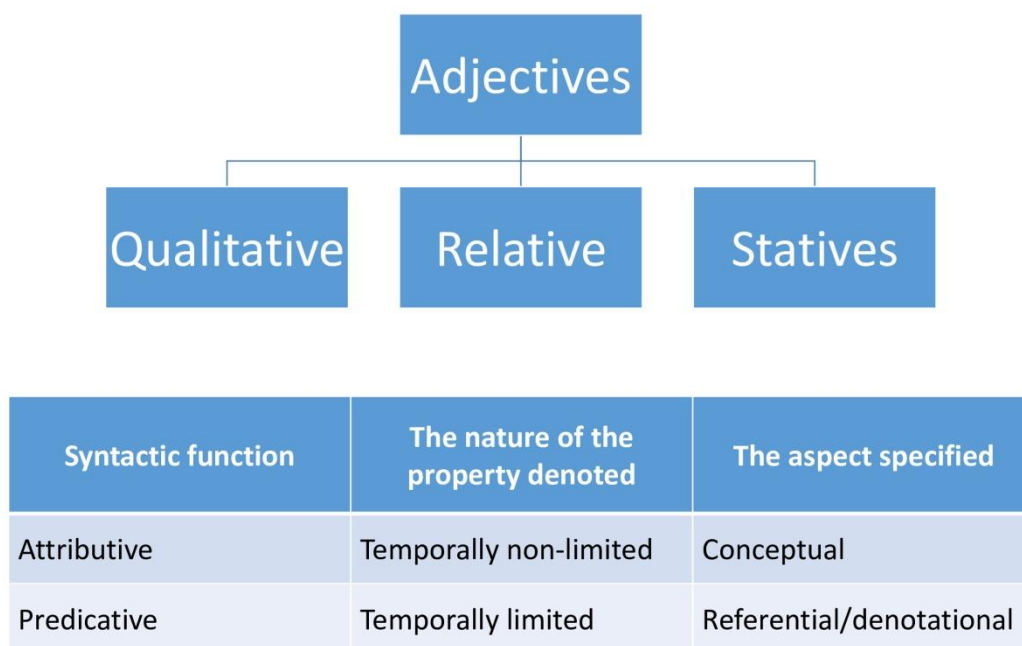 Adjectives
Qualitative
Relative
Statives
Syntactic function
The nature of the
property denoted
The aspect specified
Attributive
Temporally non-limited
Conceptual
Predicative
Temporally limited
Referential/denotational